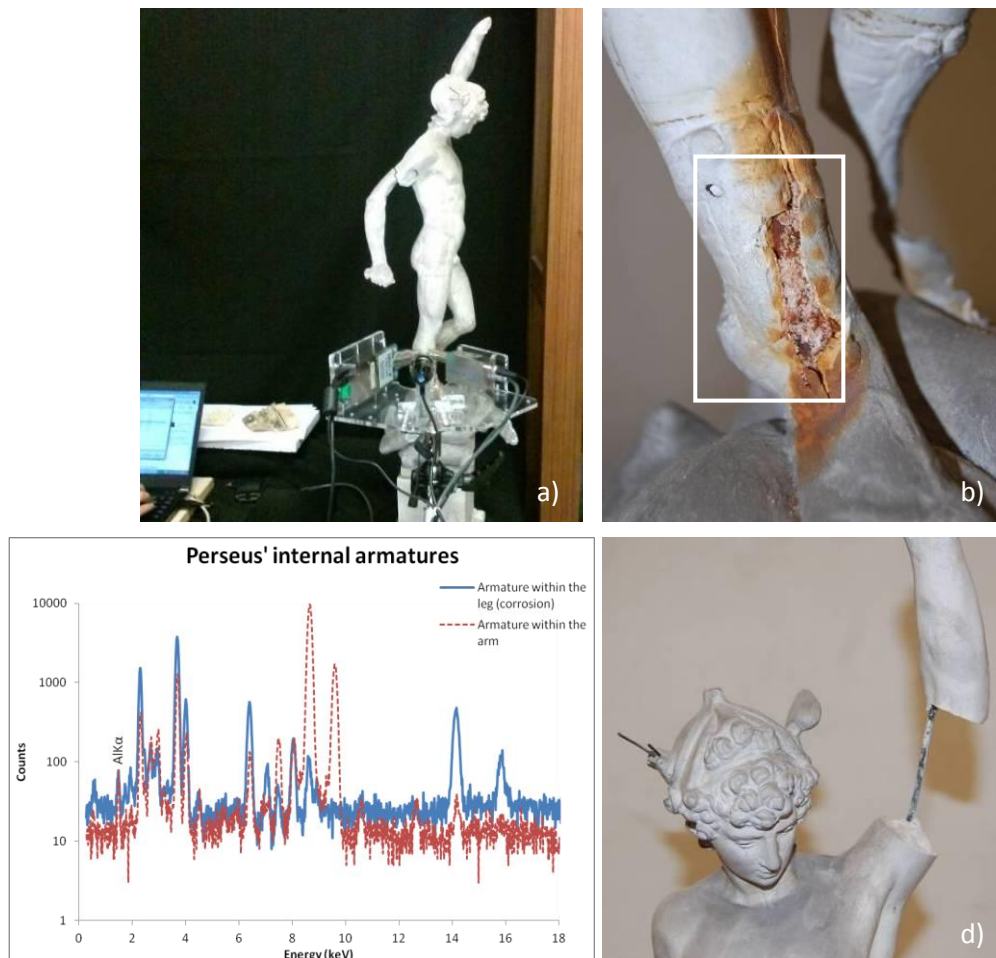 a)
b)
Perseus' internal armatures
Armature within the
leg (corrosion)
Armature within the
arm
10000
1000
100
10
1
Counts
AlKα
0 2 4 6 8 10 12 14 16 18
Energy (keV)
d)